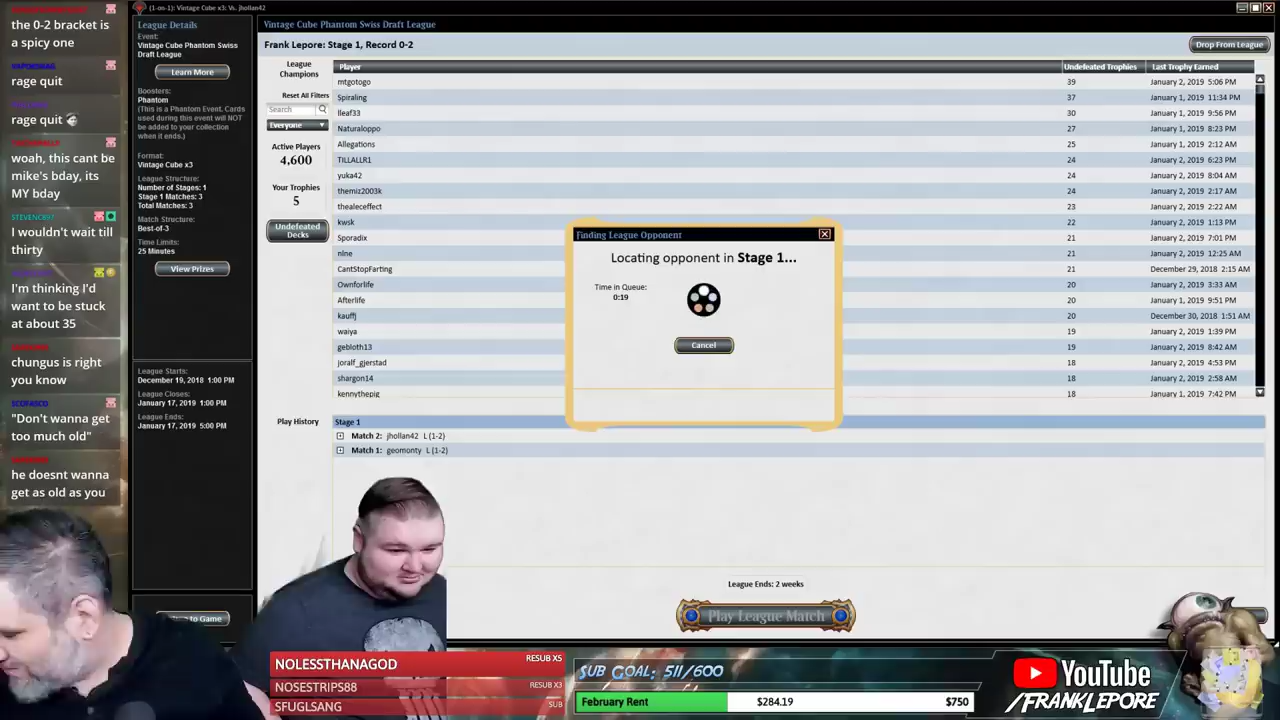 the 0-2 bracket is
a spicy one
rage quit
rage quit
woah, this cant be
mike's bday, its
MY bday
STEVENC897
I wouldn't wait till
thirty
I'm thinking I'd
want to be stuck
at about 35
chungus is right
you know
"Don't wanna get
too much old"
he doesnt wanna
get as old as you
(1-on-1): Vintage Cube x3: Vs. jhollan42
League Details
Event:
Vintage Cube Phantom Swiss
Draft League
Learn More
Boosters:
Phantom
(This is a Phantom Event. Cards
used during this event will NOT
be added to your collection
when it ends.)
Format:
Vintage Cube x3
League Structure:
Number of Stages: 1
Stage 1 Matches: 3
Total Matches: 3
Match Structure:
Best-of-3
Time Limits:
25 Minutes
View Prizes
League Starts:
December 19, 2018 1:00 PM
League Closes:
January 17, 2019 1:00 PM
League Ends:
January 17, 2019 5:00 PM
to Game
Vintage Cube Phantom Swiss Draft League
Frank Lepore: Stage 1, Record 0-2
Drop From League
League
Champions
Reset All Filters
Search
Everyone
Active Players
4,600
Your Trophies
5
Undefeated
Decks
Player Undefeated Trophies Last Trophy Earned
mtgotogo 39 January 2, 2019 5:06 PM
Spiraling 37 January 1, 2019 11:34 PM
lleaf33 30 January 1, 2019 9:56 PM
Naturaloppo 27 January 1, 2019 8:23 PM
Allegations 25 January 1, 2019 2:12 AM
TILLALLR1 24 January 2, 2019 6:23 PM
yuka42 24 January 2, 2019 8:04 AM
themiz2003k 24 January 2, 2019 2:17 AM
thealeceffect 23 January 2, 2019 2:22 AM
kwsk 22 January 2, 2019 1:13 PM
Sporadix 21 January 2, 2019 7:01 PM
nlne 21 January 2, 2019 12:25 AM
CantStopFarting 21 December 29, 2018 2:15 AM
Ownforlife 20 January 2, 2019 3:33 AM
Afterlife 20 January 1, 2019 9:51 PM
kauffj 20 December 30, 2018 1:51 AM
waiya 19 January 2, 2019 1:39 PM
gebloth13 19 January 2, 2019 8:42 AM
joralf_gjerstad 18 January 2, 2019 4:53 PM
shargon14 18 January 2, 2019 2:58 AM
kennythepig 18 January 1, 2019 7:42 PM
Finding League Opponent
Locating opponent in Stage 1...
Time in Queue:
0:19
Cancel
Play History
Stage 1
Match 2: jhollan42 L (1-2)
Match 1: geomonty L (1-2)
League Ends: 2 weeks
Play League Match
NOLESSTHANAGOD RESUB X5
NOSESTRIPS88 RESUB X3
SFUGLSANG SUB
SUB GOAL: 511/600
February Rent $284.19 $750
YouTube
/FRANKLEPORE